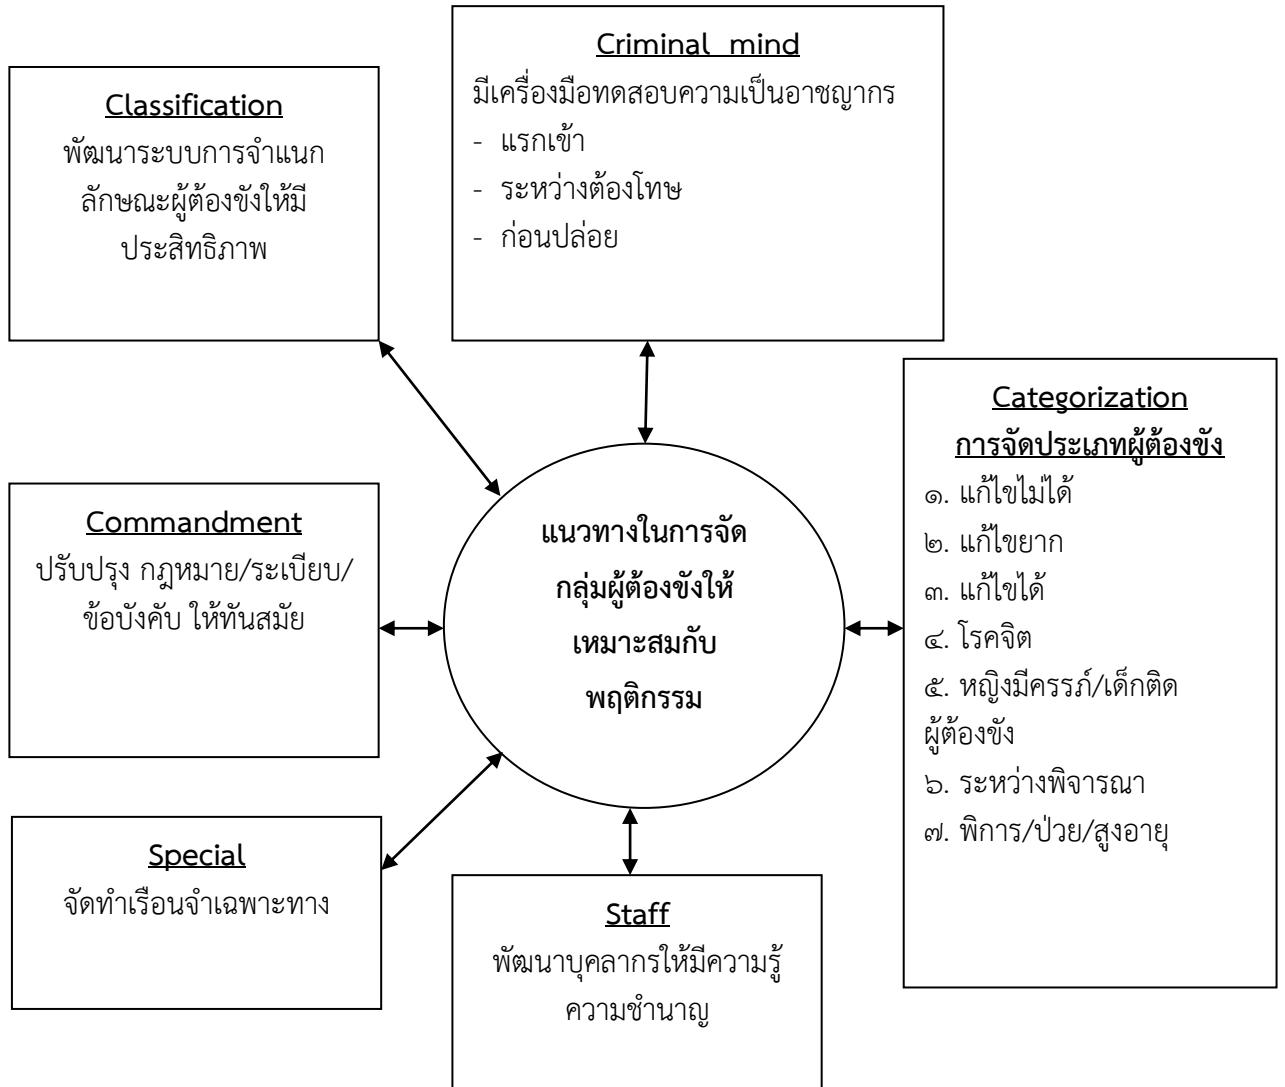 Criminal mind
มีเครื่องมือทดสอบความเป็นอาชญากร
- แรกเข้า
- ระหว่างต้องโทษ
- ก่อนปล่อย
Classification
พัฒนาระบบการจำแนก
ลักษณะผู้ต้องขังให้มี
ประสิทธิภาพ
Categorization
การจัดประเภทผู้ต้องขัง
๑. แก้ไขไม่ได้
๒. แก้ไขยาก
๓. แก้ไขได้
๔. โรคจิต
๕. หญิงมีครรภ์/เด็กติด
ผู้ต้องขัง
๖. ระหว่างพิจารณา
๗. พิการ/ป่วย/สูงอายุ
Commandment
ปรับปรุง กฎหมาย/ระเบียบ/
ข้อบังคับ ให้ทันสมัย
แนวทางในการจัด
กลุ่มผู้ต้องขังให้
เหมาะสมกับ
พฤติกรรม
Special
จัดทำเรือนจำเฉพาะทาง
Staff
พัฒนาบุคลากรให้มีความรู้
ความชำนาญ